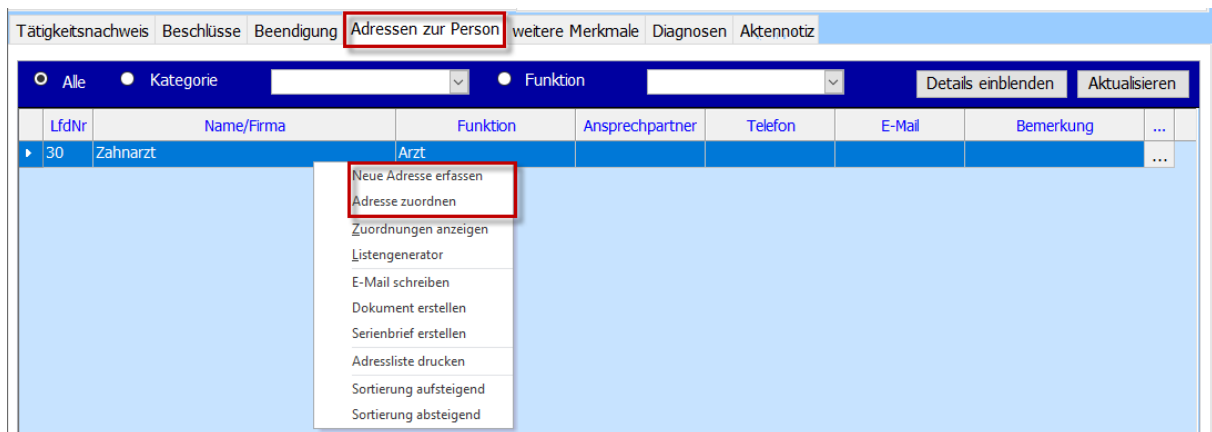 Tätigkeitsnachweis Beschlüsse Beendigung Adressen zur Person weitere Merkmale Diagnosen Aktennotiz
Alle Kategorie Funktion Details einblenden Aktualisieren
LfdNr Name/Firma Funktion Ansprechpartner Telefon E-Mail Bemerkung ...
30 Zahnarzt Arzt ...
Neue Adresse erfassen
Adresse zuordnen
Zuordnungen anzeigen
Listengenerator
E-Mail schreiben
Dokument erstellen
Serienbrief erstellen
Adressliste drucken
Sortierung aufsteigend
Sortierung absteigend